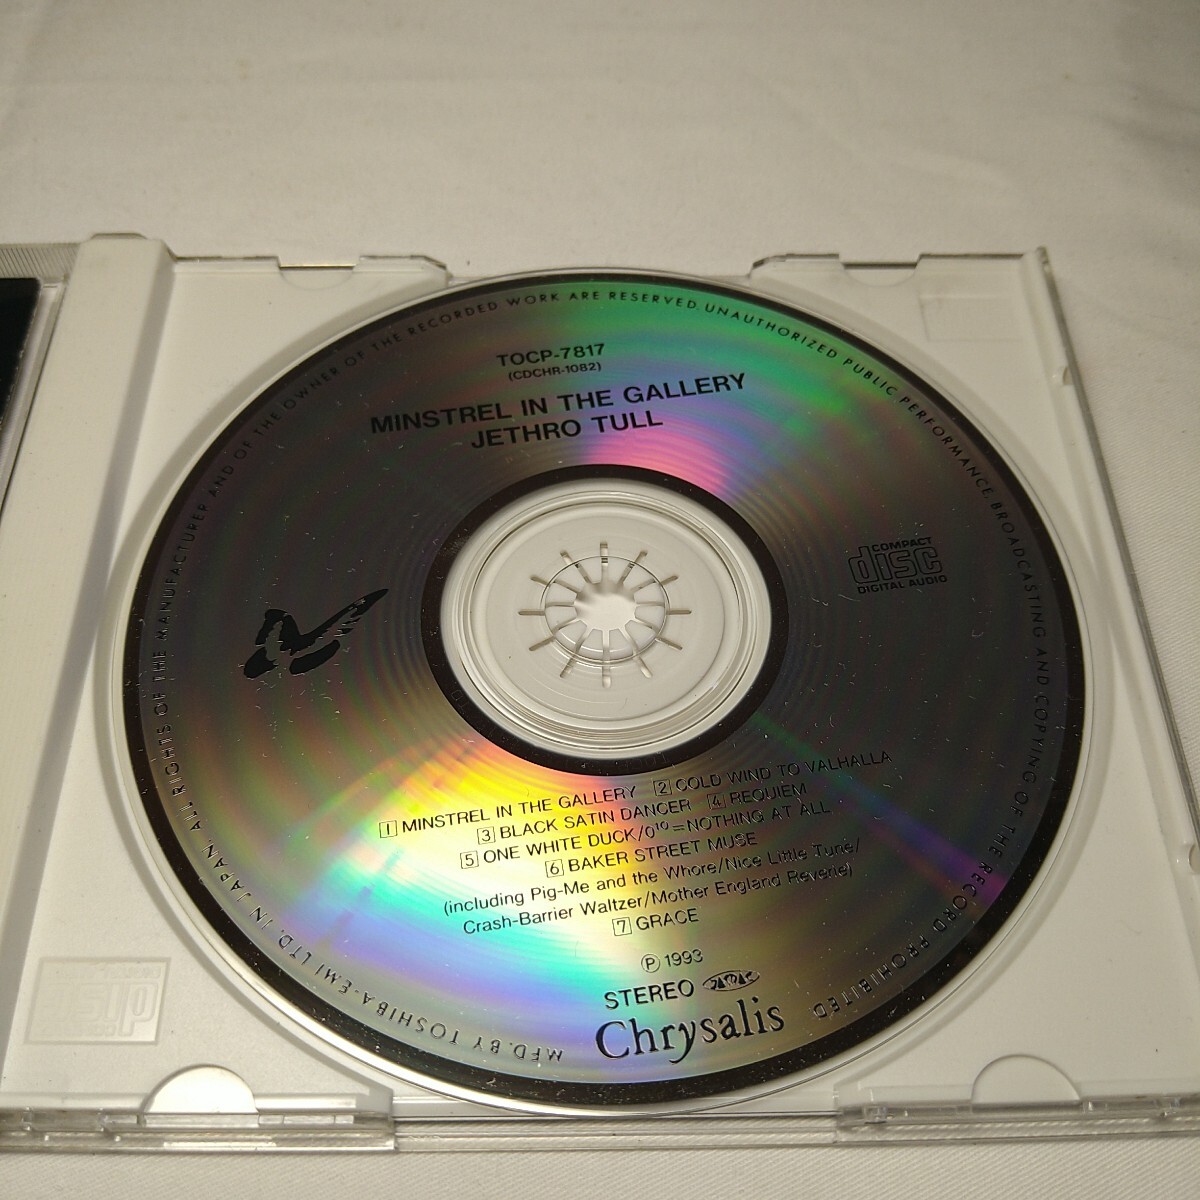 TOCP-7817
(CDCHR-1082)
MINSTREL IN THE GALLERY
JETHRO TULL
COMPACT
disc
DIGITAL AUDIO
1 MINSTREL IN THE GALLERY 2 COLD WIND TO VALHALLA
3 BLACK SATIN DANCER 4 REQUIEM
5 ONE WHITE DUCK/0¹⁰=NOTHING AT ALL
6 BAKER STREET MUSE
(including Pig-Me and the Whore/Nice Little Tune/
Crash-Barrier Waltzer/Mother England Reverie)
7 GRACE
Ⓟ 1993
STEREO
Chrysalis
MFD. BY TOSHIBA-EMI LTD. IN JAPAN. ALL RIGHTS OF THE MANUFACTURER AND OF THE OWNER OF THE RECORDED WORK ARE RESERVED. UNAUTHORIZED PUBLIC PERFORMANCE, BROADCASTING AND COPYING OF THE RECORD PROHIBITED
disc